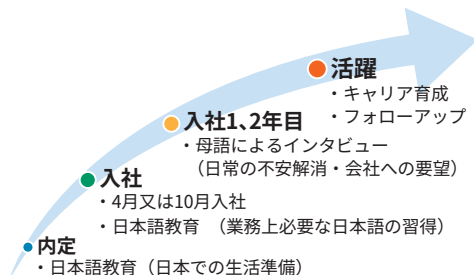 活躍
・キャリア育成
・フォローアップ
入社1、2年目
・母語によるインタビュー
（日常の不安解消・会社への要望）
入社
・4月又は10月入社
・日本語教育 （業務上必要な日本語の習得）
内定
・日本語教育（日本での生活準備）